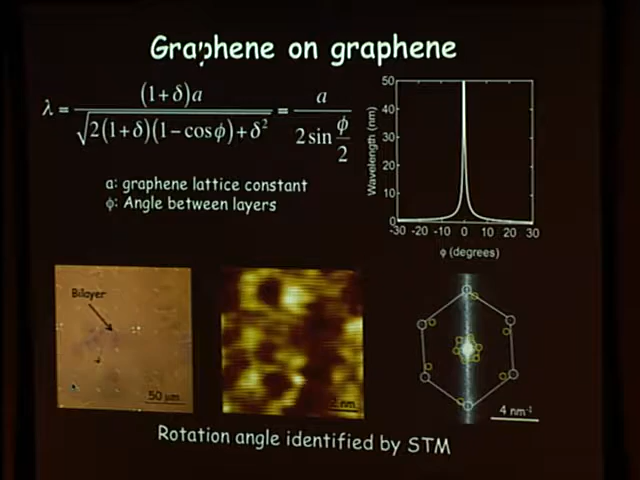 Graphene on graphene
λ = (1+δ)a / √(2(1+δ)(1−cosϕ)+δ²) = a / (2 sin ϕ/2)
a: graphene lattice constant
ϕ: Angle between layers
Wavelength (nm)
50
40
30
20
10
0
-30 -20 -10 0 10 20 30
ϕ (degrees)
Bilayer
50 μm
nm
4 nm⁻¹
Rotation angle identified by STM